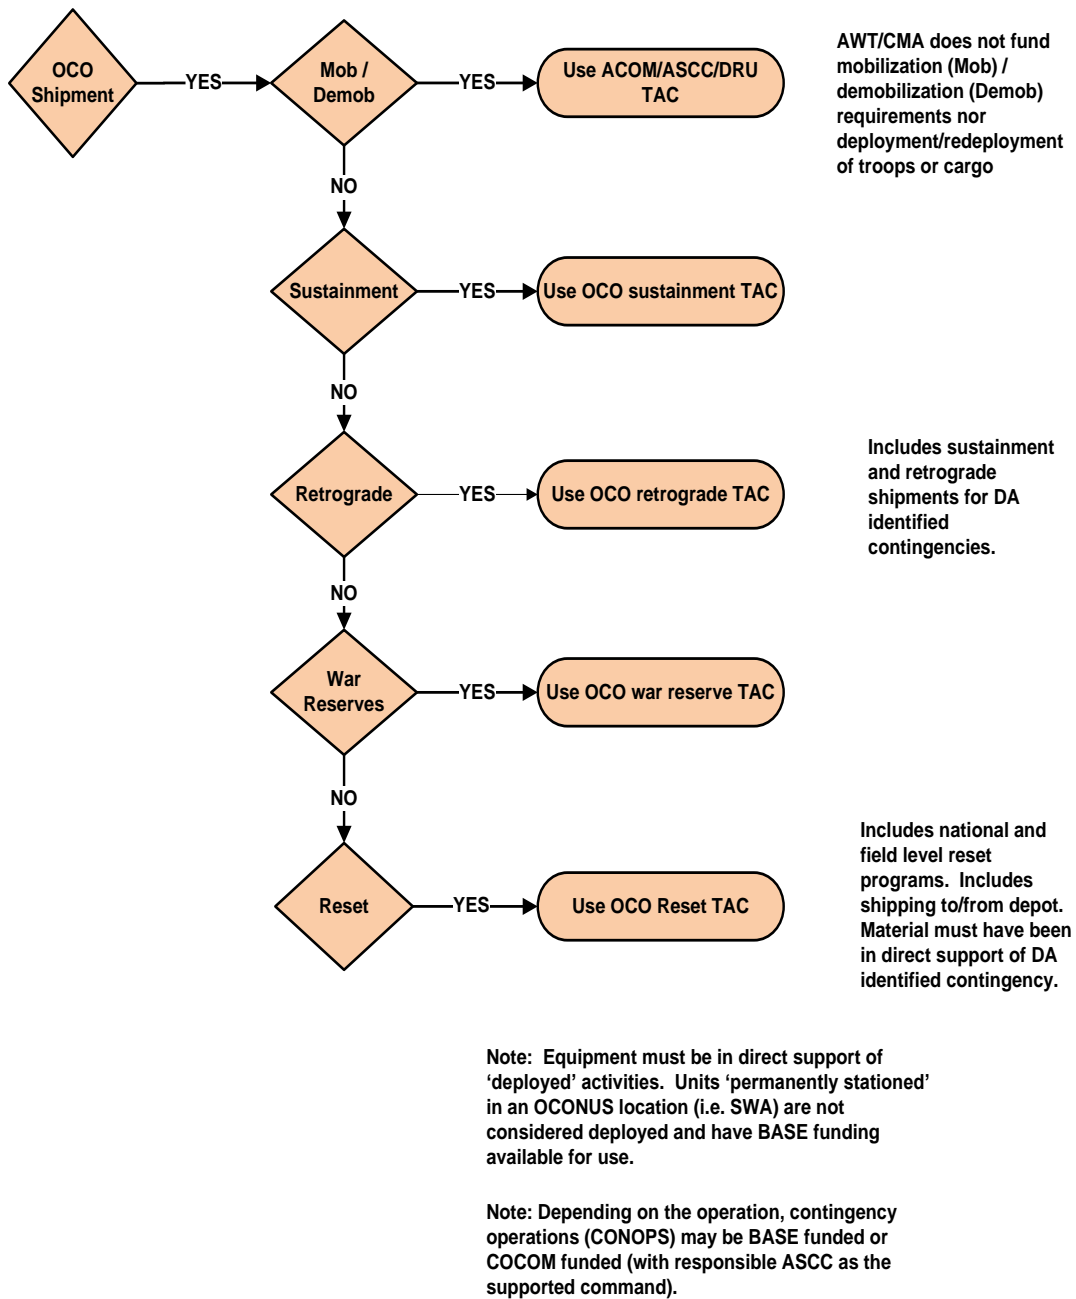 OCO
Shipment
YES
Mob /
Demob
YES
Use ACOM/ASCC/DRU
TAC
AWT/CMA does not fund
mobilization (Mob) /
demobilization (Demob)
requirements nor
deployment/redeployment
of troops or cargo
NO
Sustainment
YES
Use OCO sustainment TAC
NO
Retrograde
YES
Use OCO retrograde TAC
Includes sustainment
and retrograde
shipments for DA
identified
contingencies.
NO
War
Reserves
YES
Use OCO war reserve TAC
NO
Reset
YES
Use OCO Reset TAC
Includes national and
field level reset
programs.  Includes
shipping to/from depot.
Material must have been
in direct support of DA
identified contingency.
Note:  Equipment must be in direct support of
‘deployed’ activities.  Units ‘permanently stationed’
in an OCONUS location (i.e. SWA) are not
considered deployed and have BASE funding
available for use.
Note: Depending on the operation, contingency
operations (CONOPS) may be BASE funded or
COCOM funded (with responsible ASCC as the
supported command).